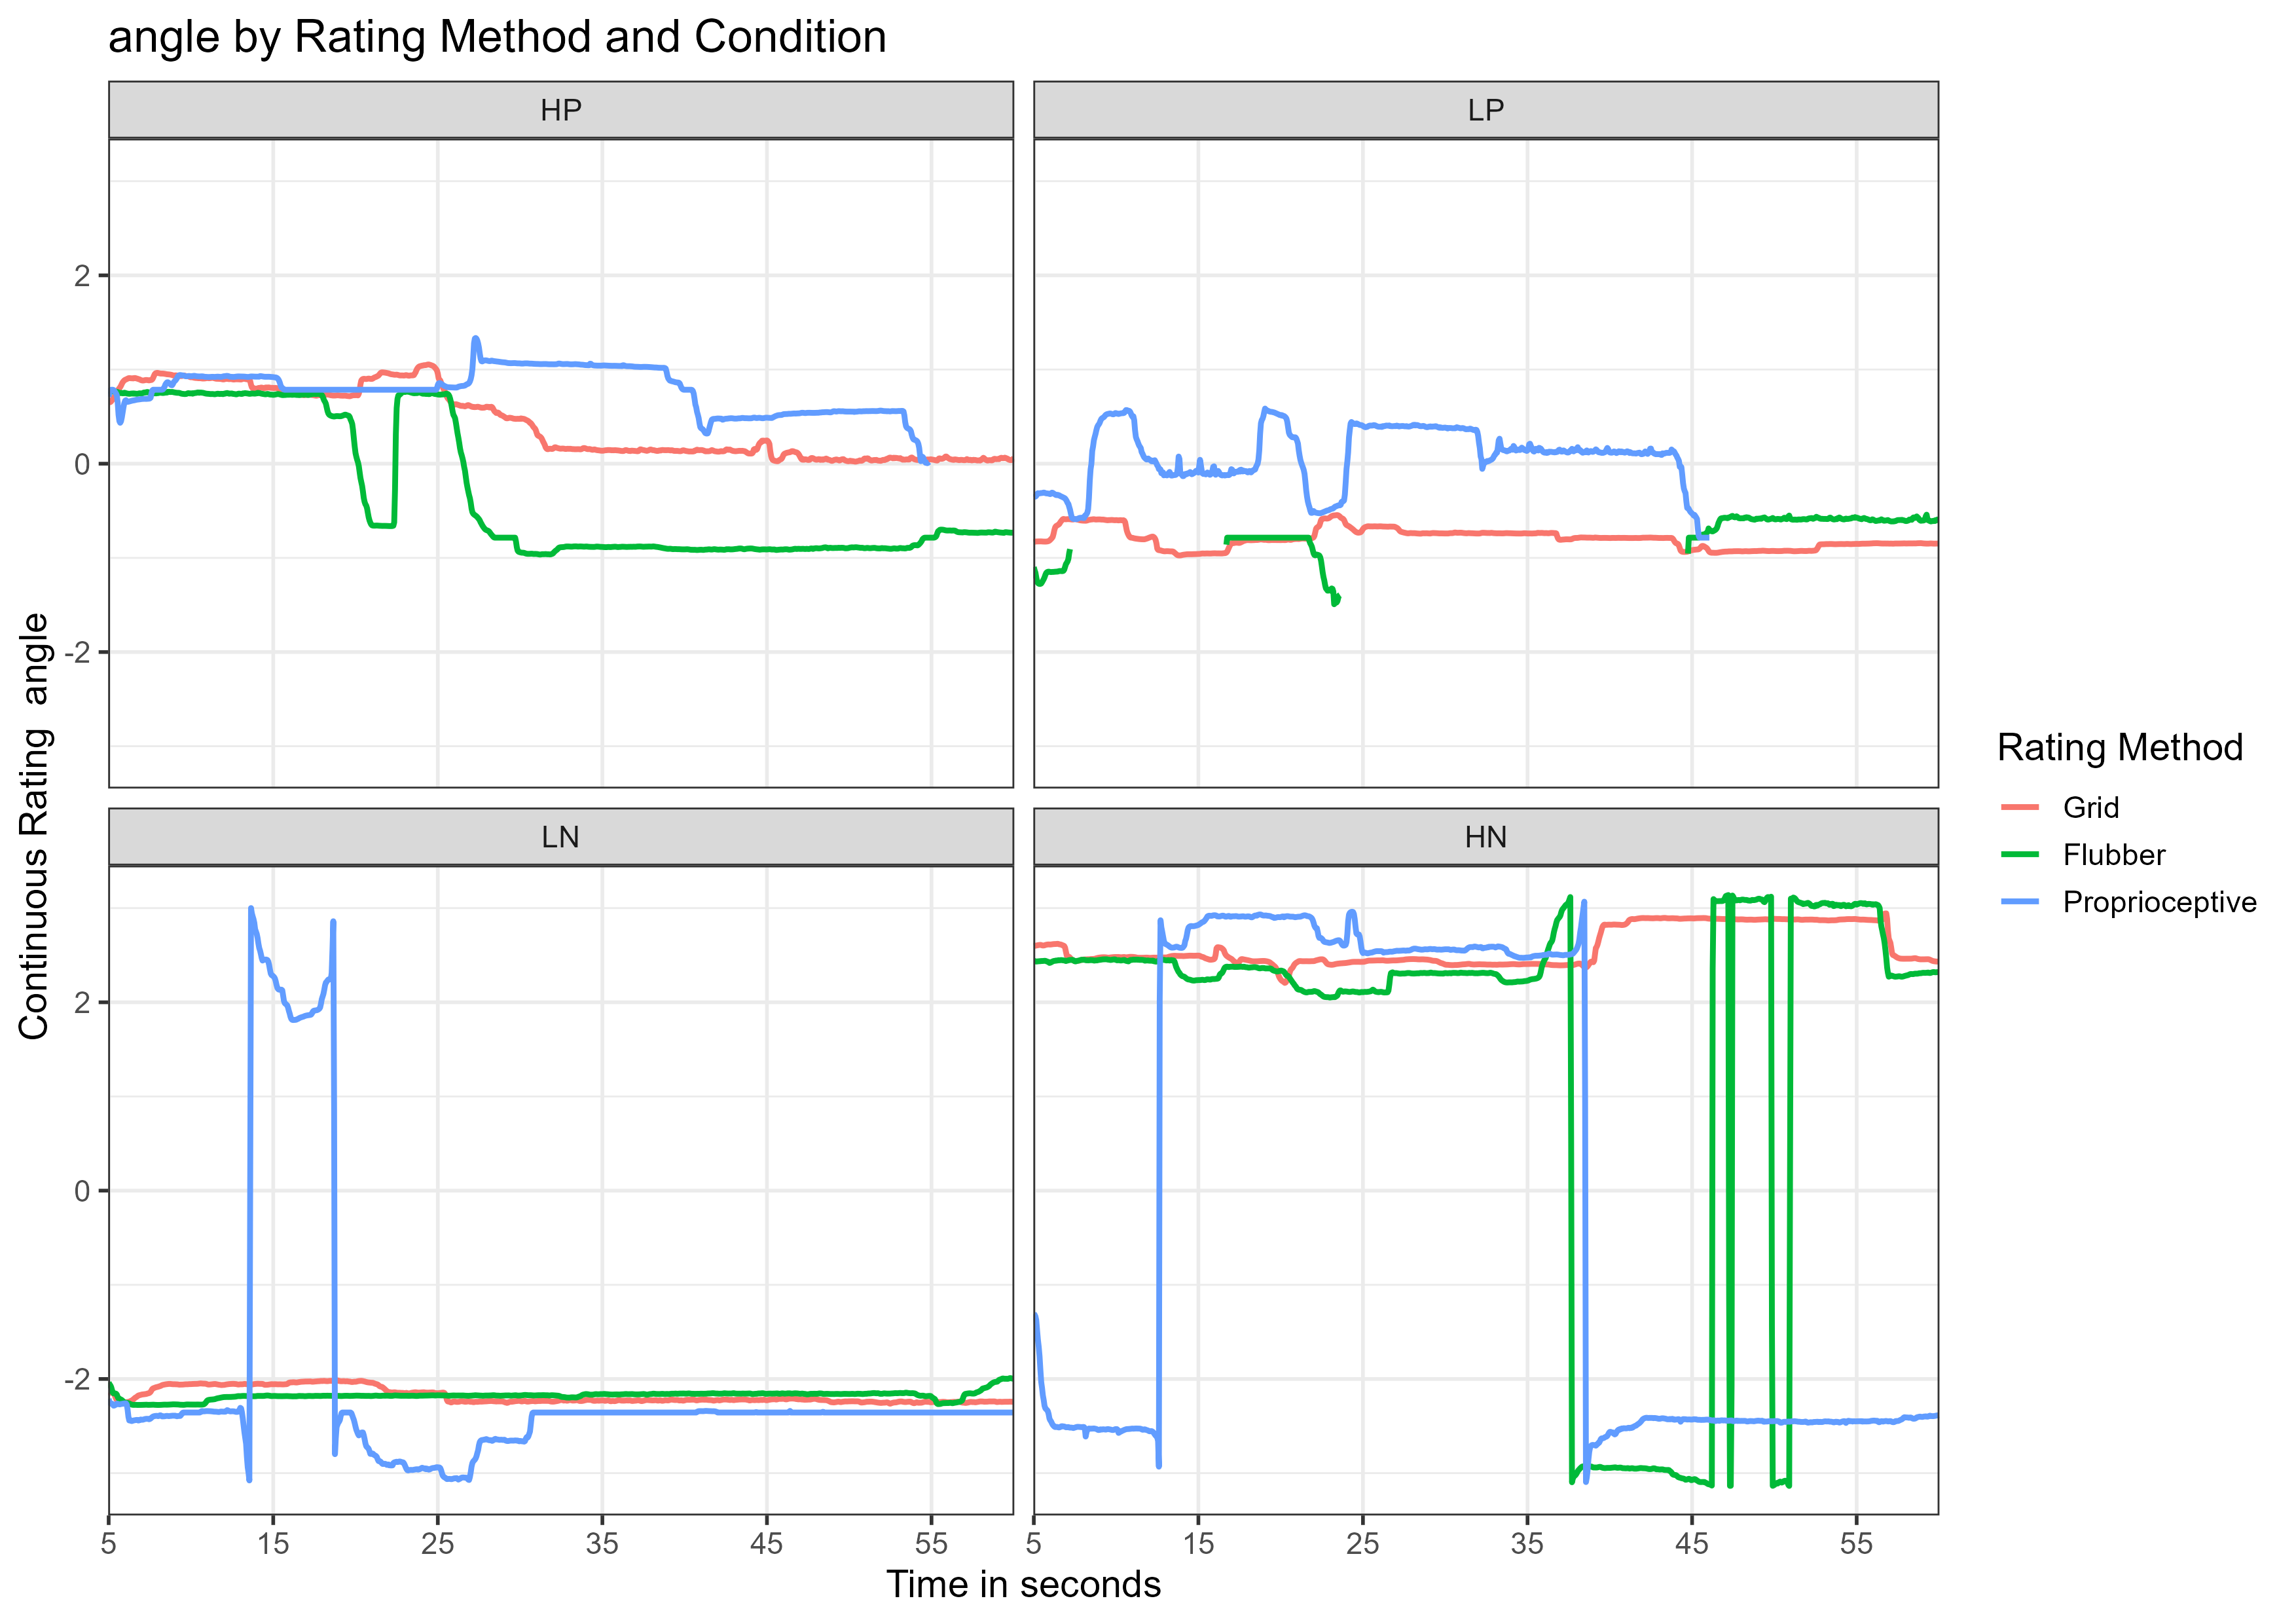 angle by Rating Method and Condition
HP
LP
2
0
-2
LN
HN
2
0
-2
5 15 25 35 45 55
5 15 25 35 45 55
Time in seconds
Continuous Rating  angle
Rating Method
Grid
Flubber
Proprioceptive